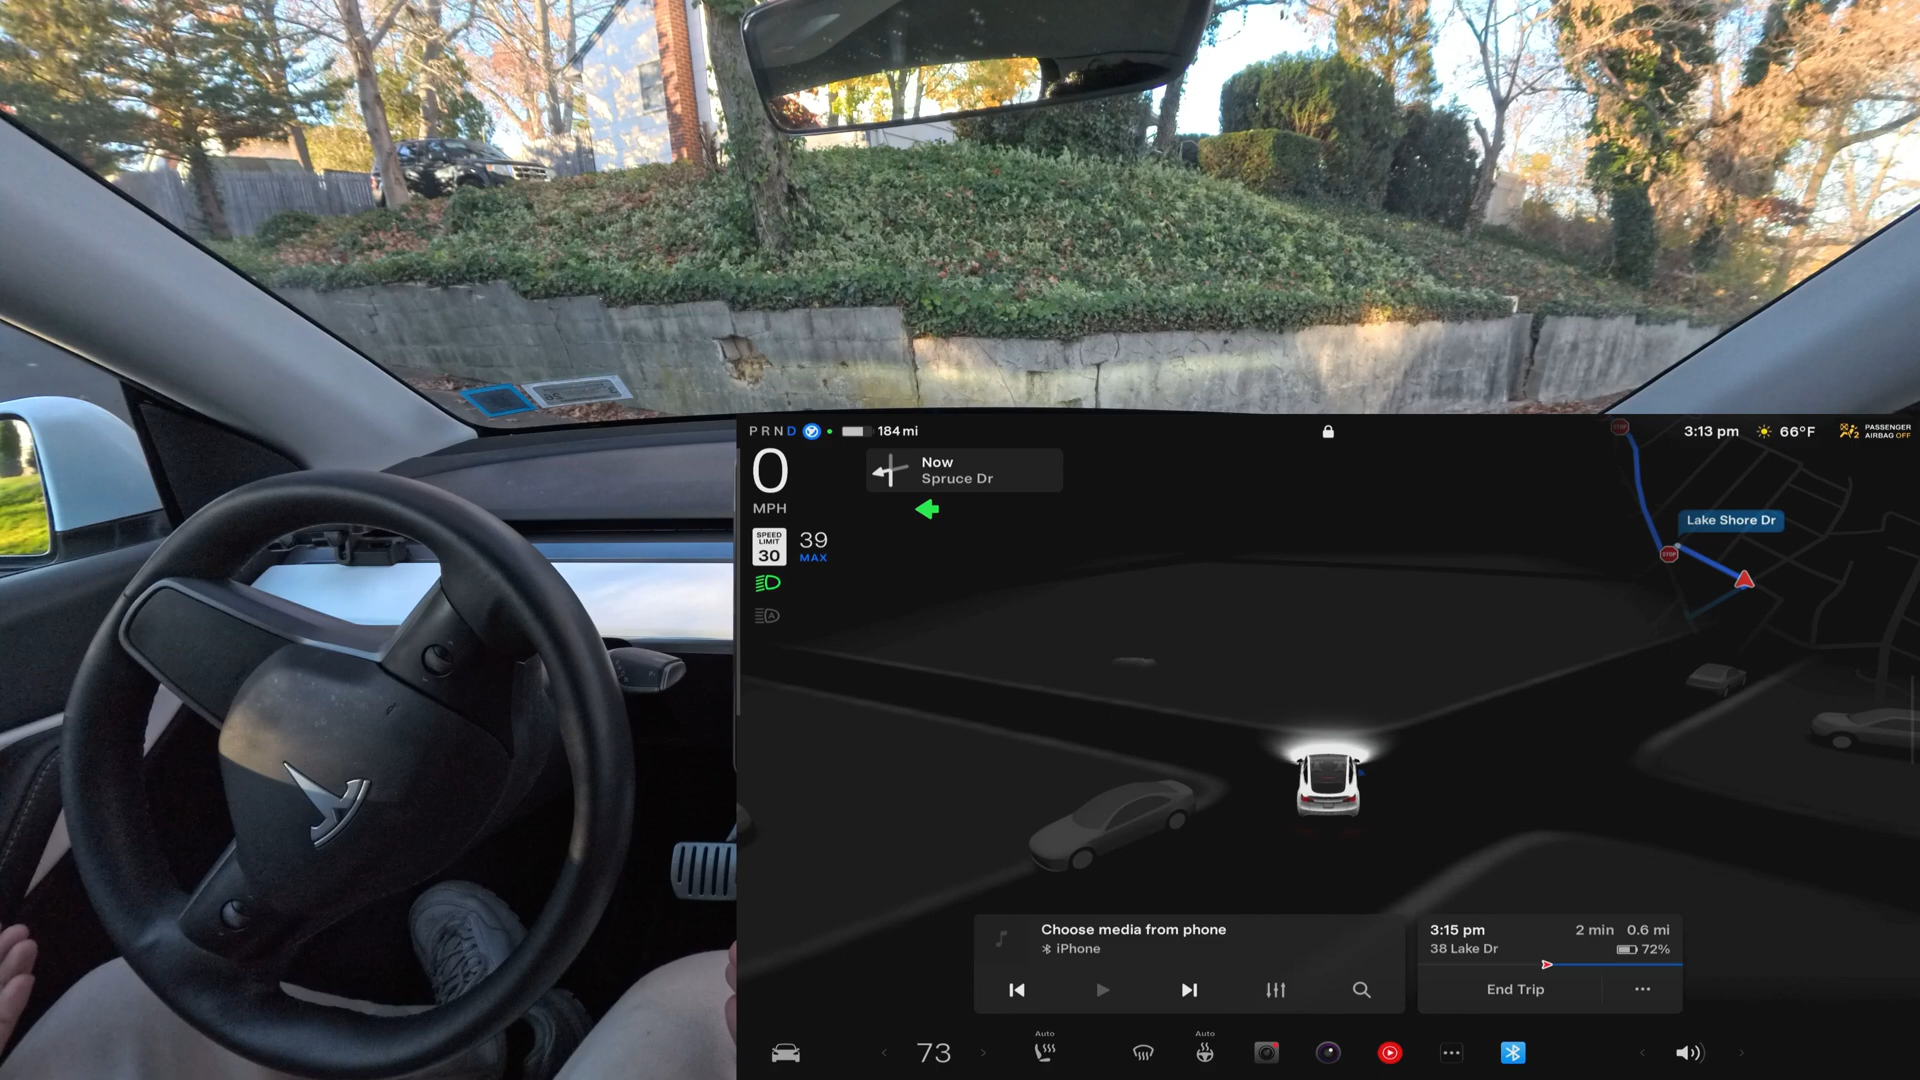 P R N D
184 mi
3:13 pm
66°F
PASSENGER
AIRBAG OFF
0
MPH
Now
Spruce Dr
SPEED
LIMIT
30
39
MAX
STOP
Lake Shore Dr
STOP
Choose media from phone
iPhone
3:15 pm
2 min
0.6 mi
38 Lake Dr
72%
End Trip
Auto
73
Auto